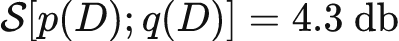 𝒮[p(D); q(D)] = 4.3 db